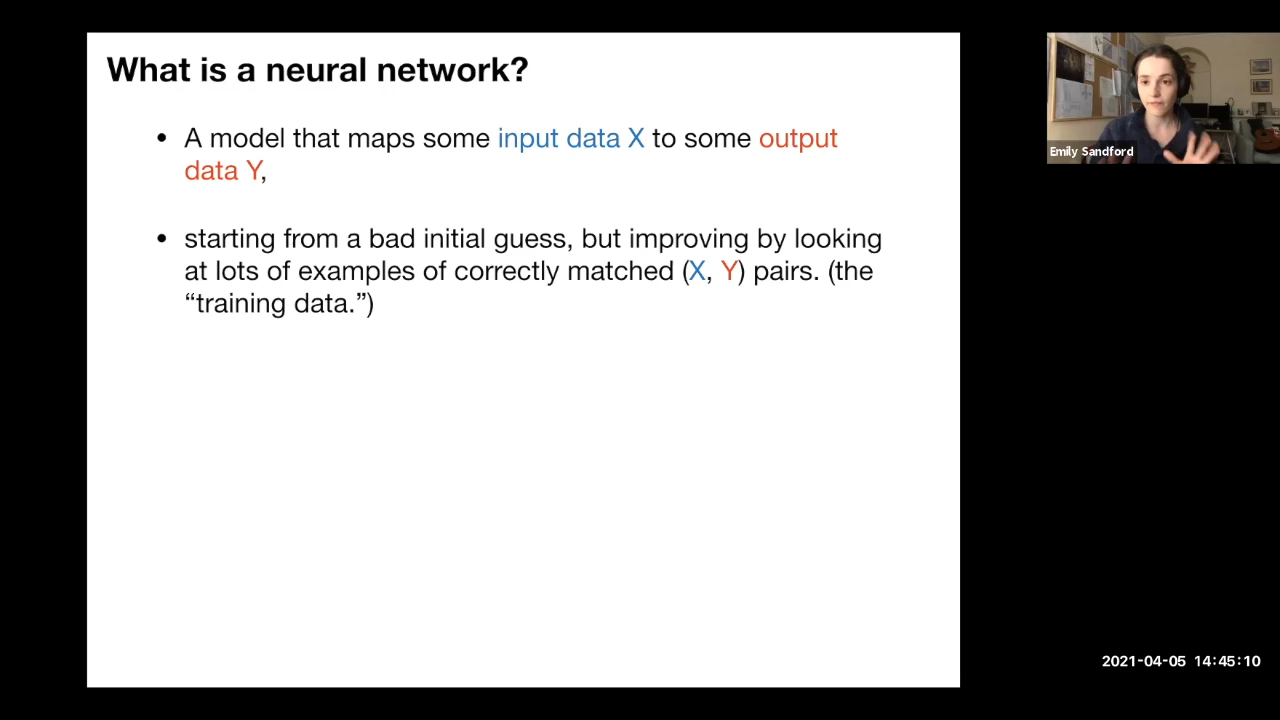 What is a neural network?
• A model that maps some input data X to some output
data Y,
• starting from a bad initial guess, but improving by looking
at lots of examples of correctly matched (X, Y) pairs. (the
“training data.”)
Emily Sandford
2021-04-05 14:45:10